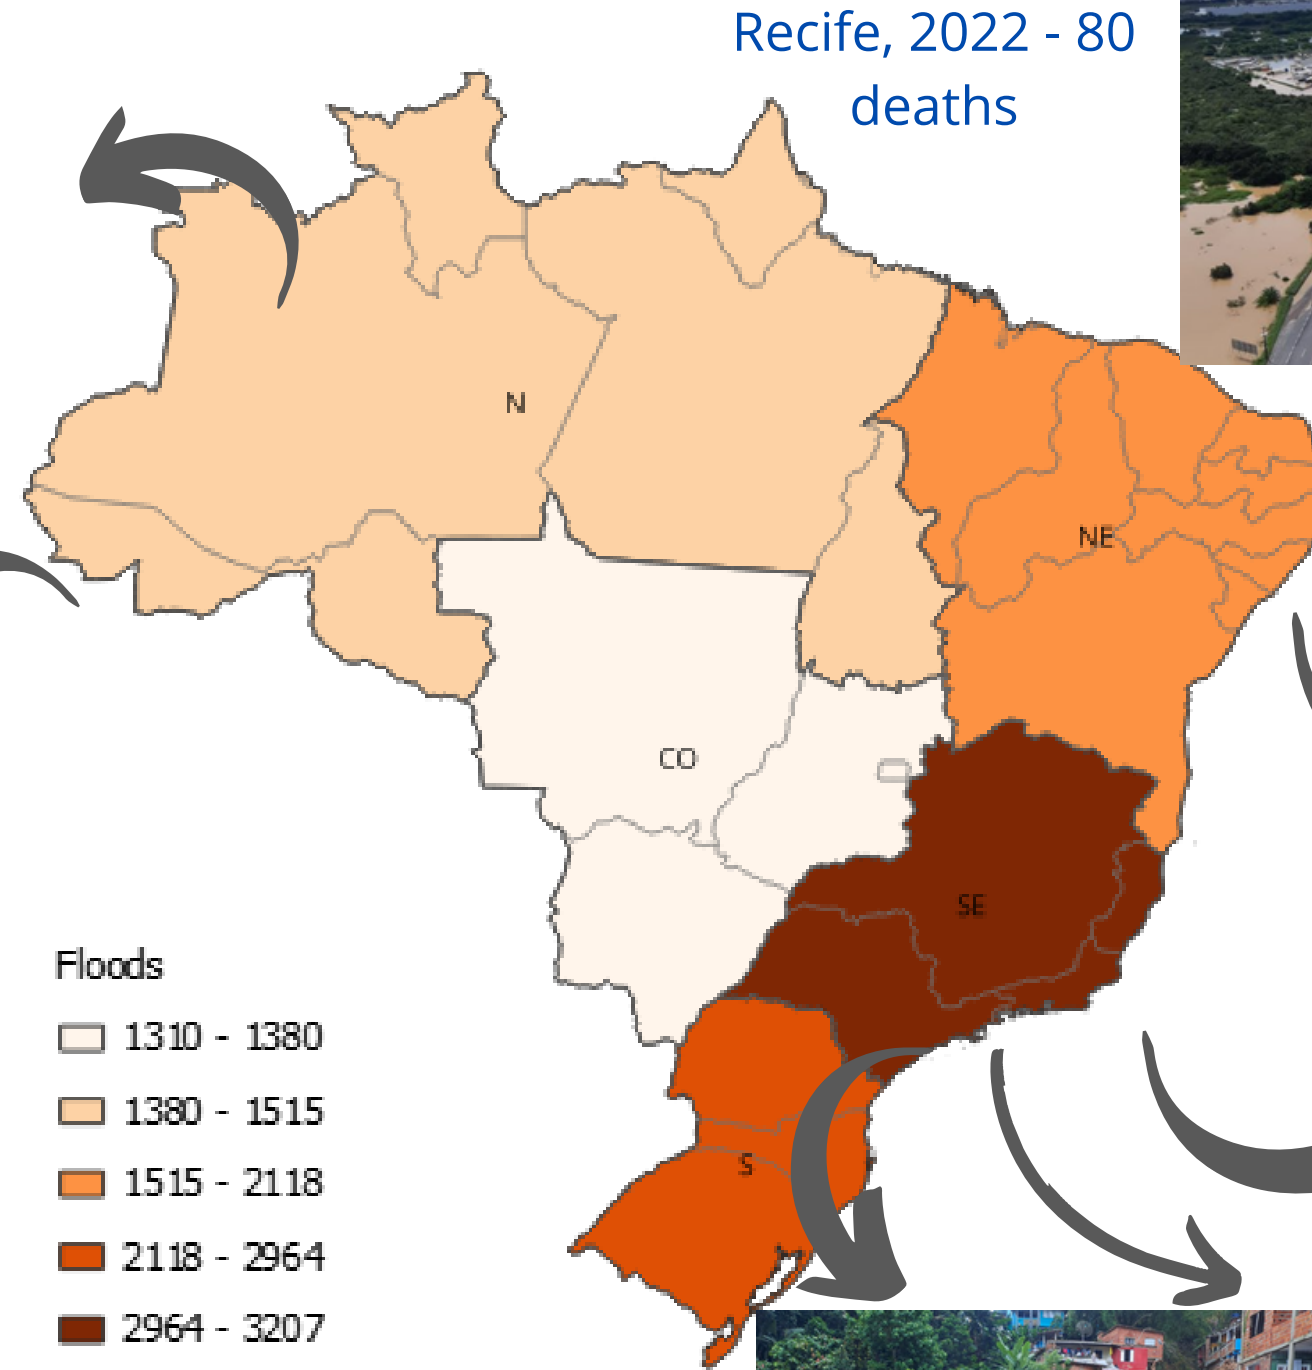 Recife, 2022 - 80
deaths
N
NE
CO
SE
S
Floods
1310 - 1380
1380 - 1515
1515 - 2118
2118 - 2964
2964 - 3207